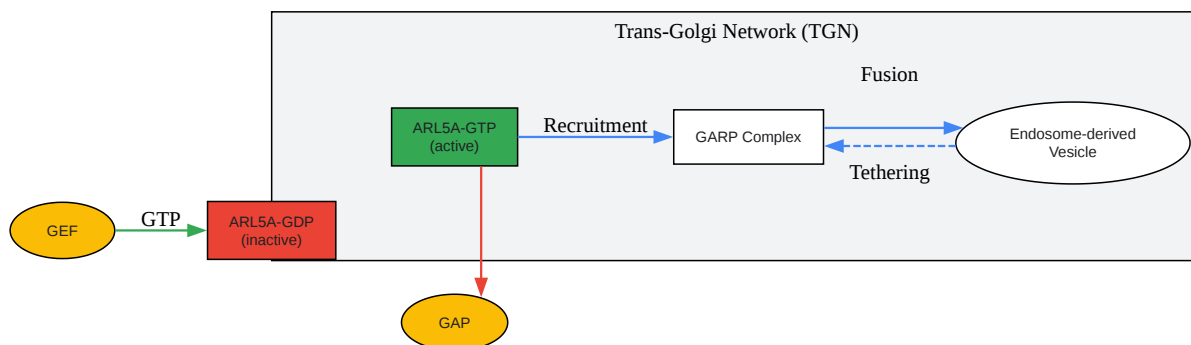 Trans-Golgi Network (TGN)
Fusion
ARL5A-GTP
(active)
Recruitment
GARP Complex
Endosome-derived
Vesicle
Tethering
GEF
GTP
ARL5A-GDP
(inactive)
GAP